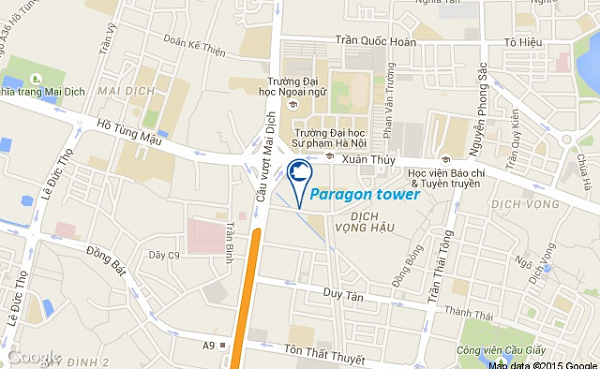 Trần Vỹ
Nghĩa Tân
Trần Quốc Hoàn
Tô Hiệu
Doãn Kế Thiện
Trường Đại
học Ngoại ngữ
MAI DỊCH
Nghĩa trang Mai Dịch
Hồ Tùng Mậu
Cầu vượt Mai Dịch
Phan Văn Trường
Nguyễn Phong Sắc
Trần Quý Kiên
Chùa Hà
Trường Đại học
Sư phạm Hà Nội
Xuân Thủy
Học viện Báo chí
& Tuyên truyền
Lê Đức Thọ
Paragon tower
DỊCH VỌNG
DỊCH
VỌNG HẬU
Trần Bình
Đồng Bát
Dãy C9
Đồng Bông
Trần Thái Tông
Ngõ
Dịch Vọng
Lê Đức Thọ
Duy Tân
Thành Thái
A9
Tôn Thất Thuyết
Công viên Cầu Giấy
MỸ ĐÌNH 2
Google
Map data ©2015 Google